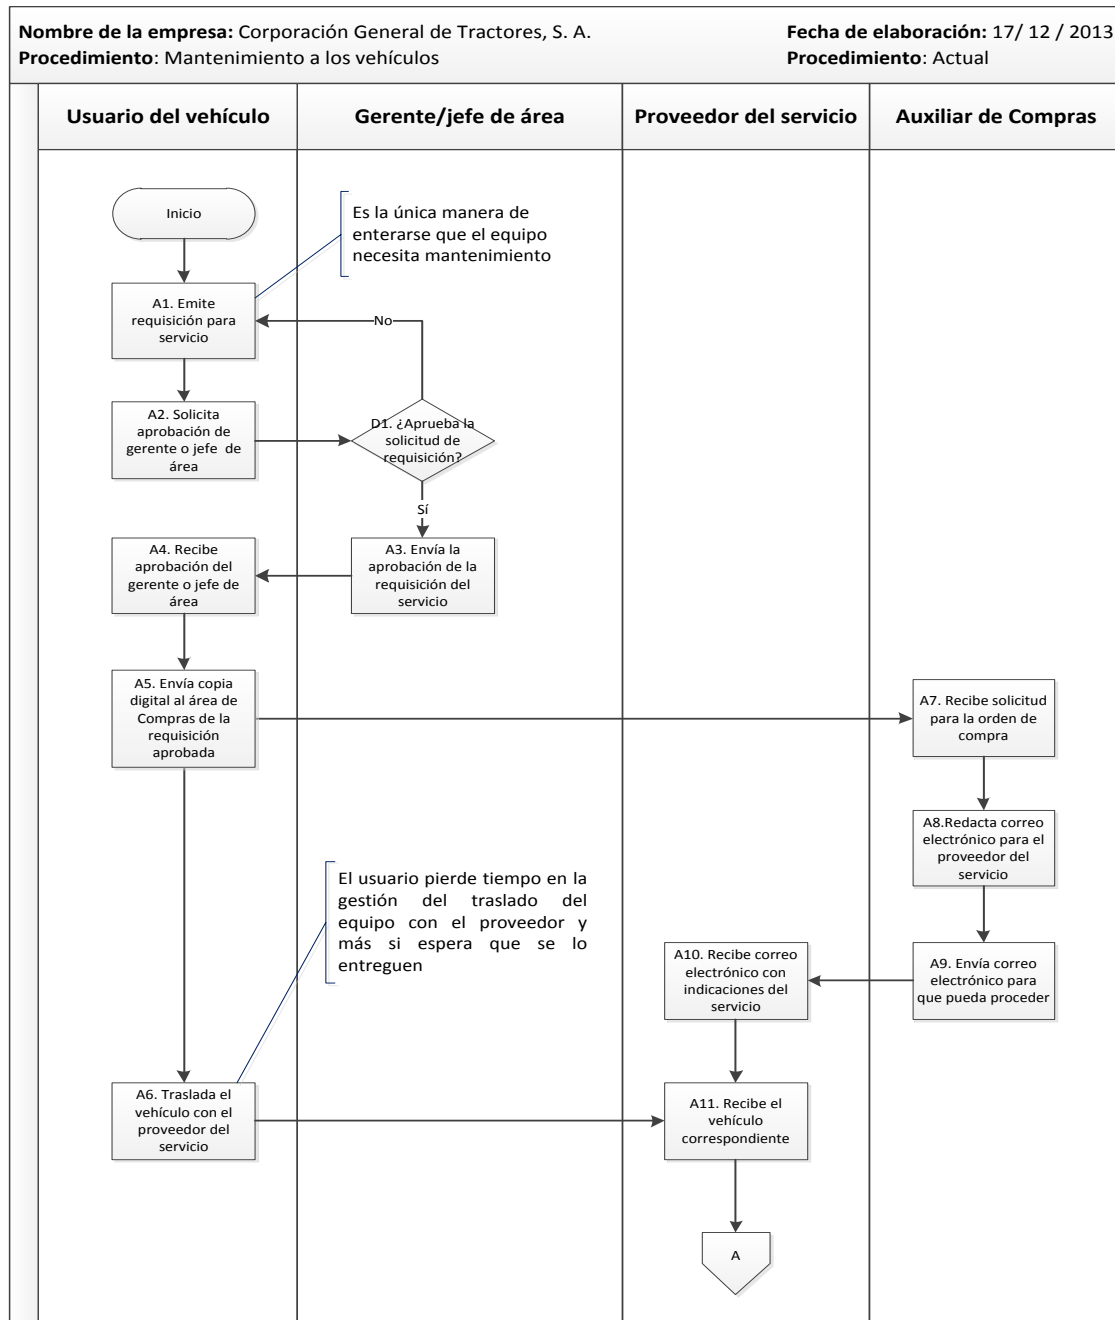 Nombre de la empresa: Corporación General de Tractores, S. A.
Fecha de elaboración: 17/ 12 / 2013
Procedimiento: Mantenimiento a los vehículos
Procedimiento: Actual
Usuario del vehículo
Gerente/jefe de área
Proveedor del servicio
Auxiliar de Compras
Inicio
Es la única manera de
enterarse que el equipo
necesita mantenimiento
A1. Emite
requisición para
servicio
No
A2. Solicita
aprobación de
gerente o jefe de
área
D1. ¿Aprueba la
solicitud de
requisición?
Sí
A3. Envía la
aprobación de la
requisición del
servicio
A4. Recibe
aprobación del
gerente o jefe de
área
A5. Envía copia
digital al área de
Compras de la
requisición
aprobada
A7. Recibe solicitud
para la orden de
compra
A8.Redacta correo
electrónico para el
proveedor del
servicio
El usuario pierde tiempo en la
gestión del traslado del
equipo con el proveedor y
más si espera que se lo
entreguen
A9. Envía correo
electrónico para
que pueda proceder
A10. Recibe correo
electrónico con
indicaciones del
servicio
A6. Traslada el
vehículo con el
proveedor del
servicio
A11. Recibe el
vehículo
correspondiente
A